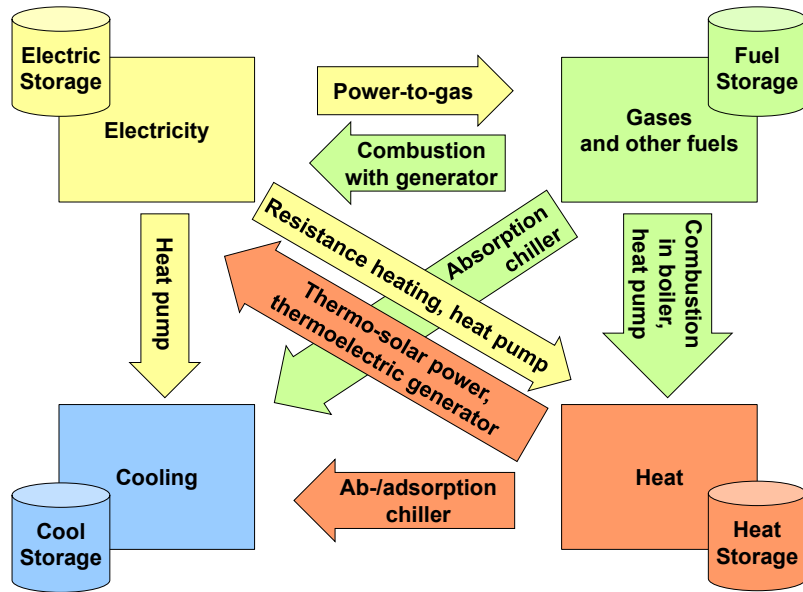 Electric
Storage
Electricity
Power-to-gas
Combustion
with generator
Fuel
Storage
Gases
and other fuels
Heat pump
Resistance heating, heat pump
Thermo-solar power,
thermoelectric generator
Absorption
chiller
Combustion
in boiler,
heat pump
Cooling
Cool
Storage
Ab-/adsorption
chiller
Heat
Heat
Storage